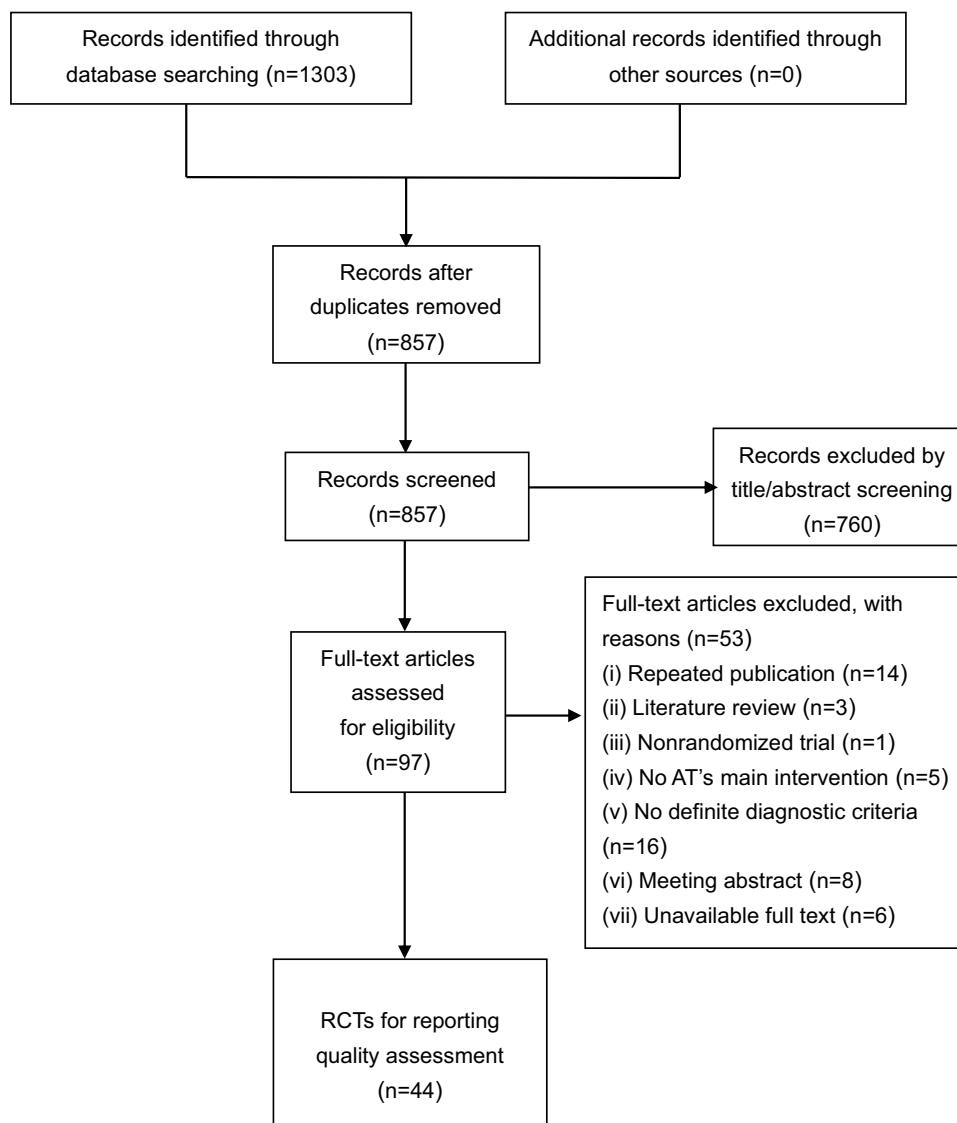 Records identified through
database searching (n=1303)
Additional records identified through
other sources (n=0)
Records after
duplicates removed
(n=857)
Records screened
(n=857)
Records excluded by
title/abstract screening
(n=760)
Full-text articles
assessed
for eligibility
(n=97)
Full-text articles excluded, with
reasons (n=53)
(i) Repeated publication (n=14)
(ii) Literature review (n=3)
(iii) Nonrandomized trial (n=1)
(iv) No AT's main intervention (n=5)
(v) No definite diagnostic criteria
(n=16)
(vi) Meeting abstract (n=8)
(vii) Unavailable full text (n=6)
RCTs for reporting
quality assessment
(n=44)